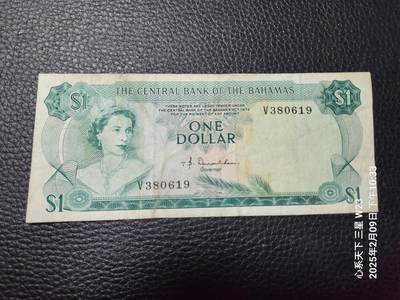 THE CENTRAL BANK OF THE BAHAMAS
$1
$1
THESE NOTES ARE LEGAL TENDER UNDER
THE CENTRAL BANK OF THE BAHAMAS ACT 1974
FOR THE PAYMENT OF ANY AMOUNT
V380619
ONE
DOLLAR
V380619
Governor
$1
$1
心系天下 三星 W23
2025年2月09日 下午10:33